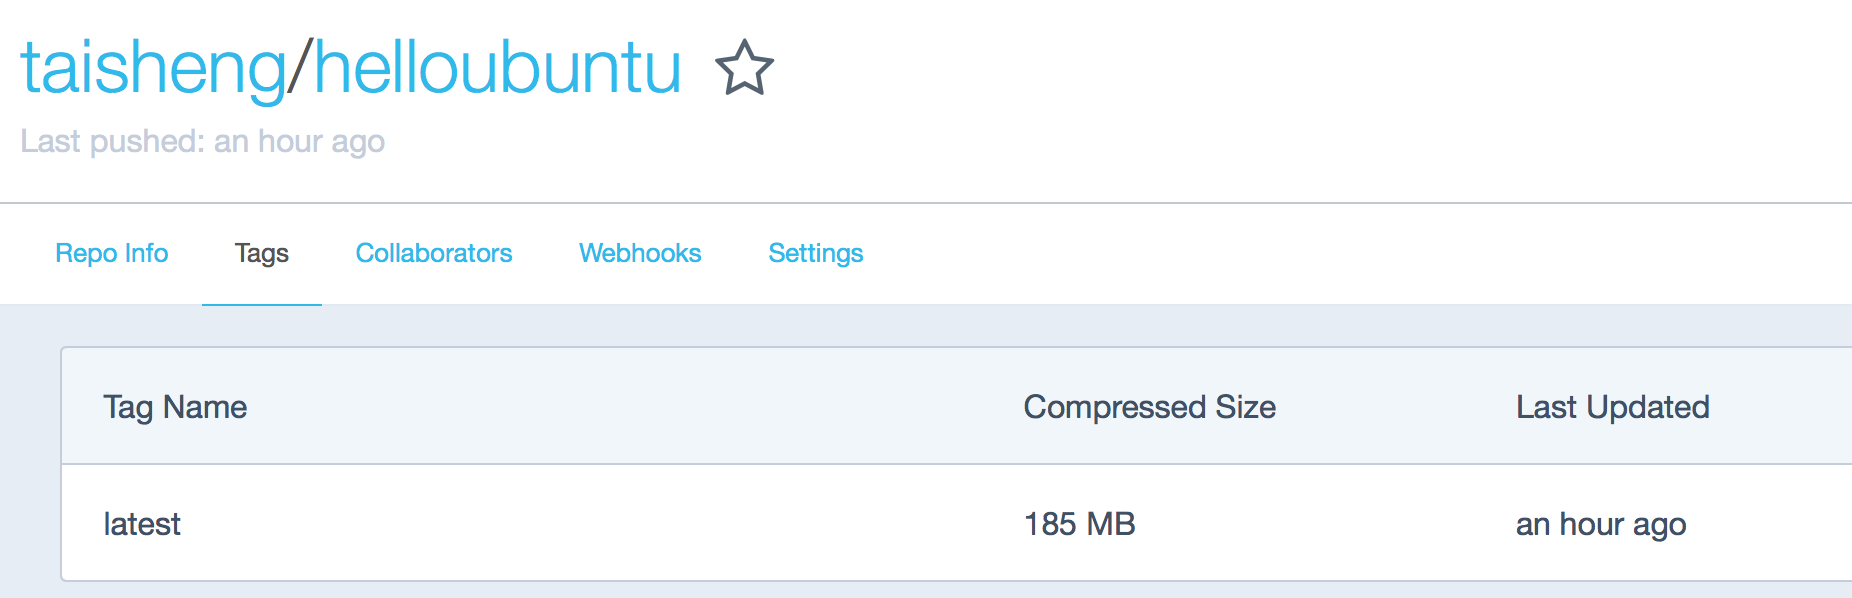 taisheng/helloubuntu
Last pushed: an hour ago
Repo Info Tags Collaborators Webhooks Settings
Tag Name Compressed Size Last Updated
latest 185 MB an hour ago